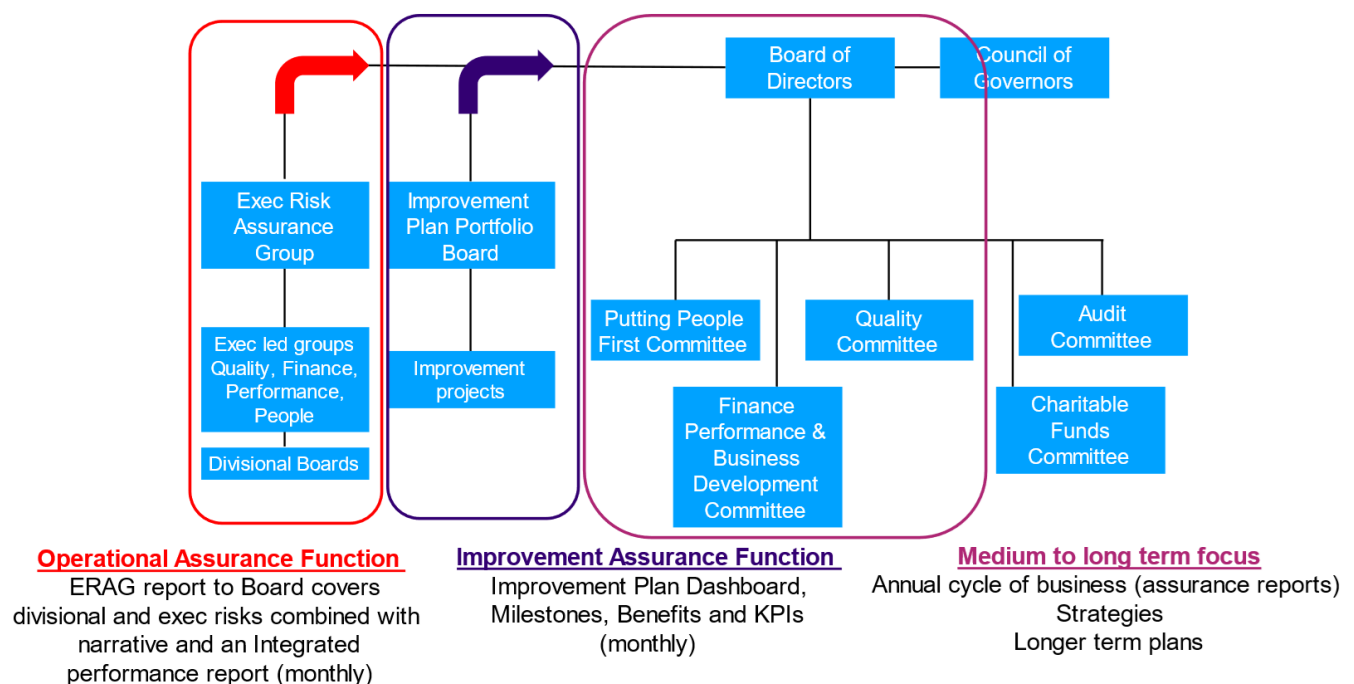 Board of
Directors
Council of
Governors
Exec Risk
Assurance
Group
Improvement
Plan Portfolio
Board
Putting People
First Committee
Quality
Committee
Audit
Committee
Exec led groups
Quality, Finance,
Performance,
People
Improvement
projects
Finance
Performance &
Business
Development
Committee
Charitable
Funds
Committee
Divisional Boards
Operational Assurance Function
ERAG report to Board covers
divisional and exec risks combined with
narrative and an Integrated
performance report (monthly)
Improvement Assurance Function
Improvement Plan Dashboard,
Milestones, Benefits and KPIs
(monthly)
Medium to long term focus
Annual cycle of business (assurance reports)
Strategies
Longer term plans